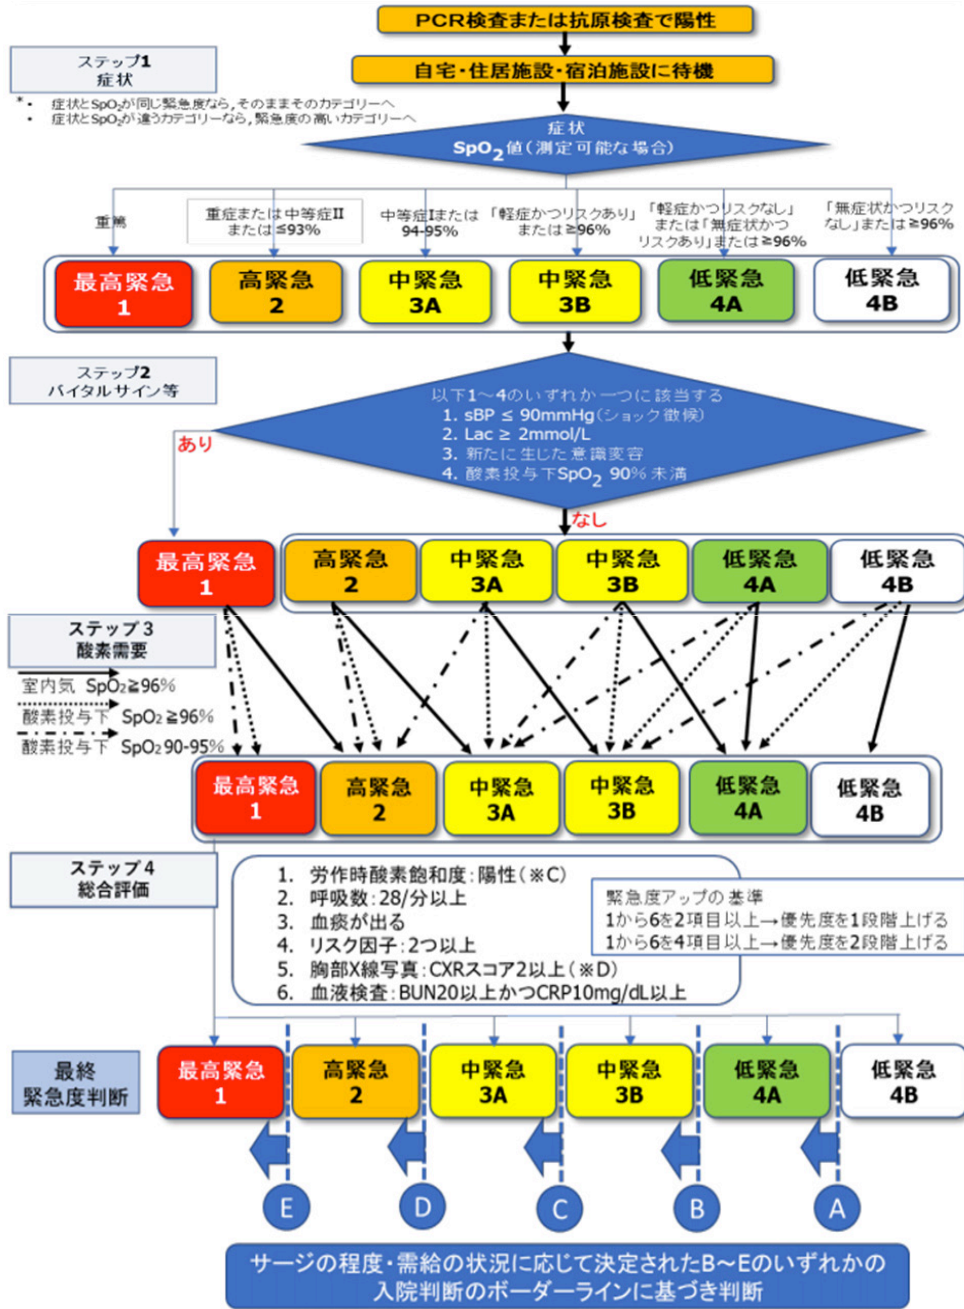 PCR検査または抗原検査で陽性
ステップ1
症状
自宅・住居施設・宿泊施設に待機
*・ 症状とSpO2が同じ緊急度なら,そのままそのカテゴリーへ
・ 症状とSpO2が違うカテゴリーなら,緊急度の高いカテゴリーへ
症状
SpO2値(測定可能な場合)
重篤
重症または中等症II
または≦93%
中等症Iまたは
94-95%
「軽症かつリスクあり」
または≧96%
「軽症かつリスクなし」
または「無症状かつ
リスクあり」または≧96%
「無症状かつリスク
なし」または≧96%
最高緊急
1
高緊急
2
中緊急
3A
中緊急
3B
低緊急
4A
低緊急
4B
ステップ2
バイタルサイン等
以下1~4のいずれか一つに該当する
1. sBP ≤ 90mmHg(ショック徴候)
2. Lac ≥ 2mmol/L
3. 新たに生じた意識変容
4. 酸素投与下SpO2 90%未満
あり
なし
最高緊急
1
高緊急
2
中緊急
3A
中緊急
3B
低緊急
4A
低緊急
4B
ステップ3
酸素需要
室内気 SpO2≧96%
酸素投与下 SpO2≧96%
酸素投与下 SpO2 90-95%
最高緊急
1
高緊急
2
中緊急
3A
中緊急
3B
低緊急
4A
低緊急
4B
ステップ4
総合評価
1. 労作時酸素飽和度:陽性(※C)
2. 呼吸数:28/分以上
3. 血痰が出る
4. リスク因子:2つ以上
5. 胸部X線写真:CXRスコア2以上(※D)
6. 血液検査:BUN20以上かつCRP10mg/dL以上
緊急度アップの基準
1から6を2項目以上→優先度を1段階上げる
1から6を4項目以上→優先度を2段階上げる
最終
緊急度判断
最高緊急
1
高緊急
2
中緊急
3A
中緊急
3B
低緊急
4A
低緊急
4B
E
D
C
B
A
サージの程度・需給の状況に応じて決定されたB~Eのいずれかの
入院判断のボーダーラインに基づき判断